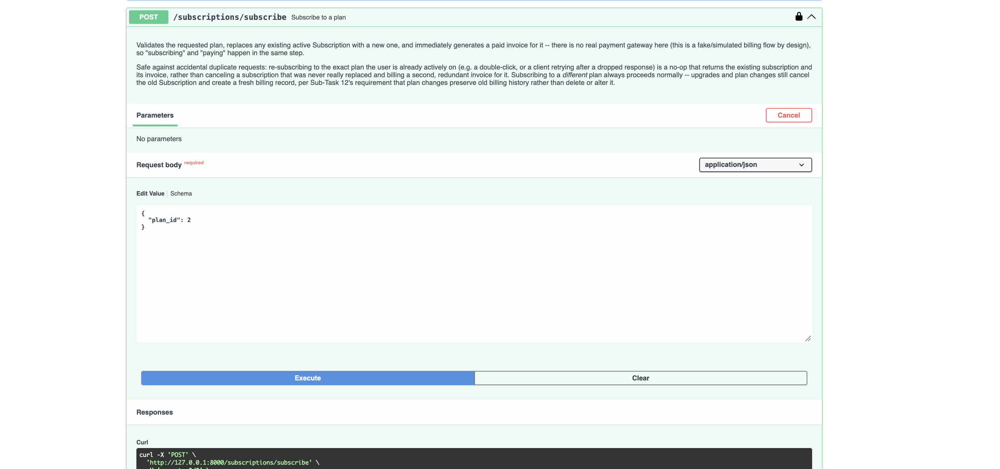 POST /subscriptions/subscribe Subscribe to a plan
Validates the requested plan, replaces any existing active Subscription with a new one, and immediately generates a paid invoice for it -- there is no real payment gateway here (this is a fake/simulated billing flow by design),
so "subscribing" and "paying" happen in the same step.
Safe against accidental duplicate requests: re-subscribing to the exact plan the user is already actively on (e.g. a double-click, or a client retrying after a dropped response) is a no-op that returns the existing subscription and
its invoice, rather than canceling a subscription that was never really replaced and billing a second, redundant invoice for it. Subscribing to a different plan always proceeds normally -- upgrades and plan changes still cancel
the old Subscription and create a fresh billing record, per Sub-Task 12's requirement that plan changes preserve old billing history rather than delete or alter it.
Parameters Cancel
No parameters
Request body required application/json
Edit Value Schema
{
"plan_id": 2
}
Execute Clear
Responses
Curl
curl -X 'POST' \
'http://127.0.0.1:8000/subscriptions/subscribe' \